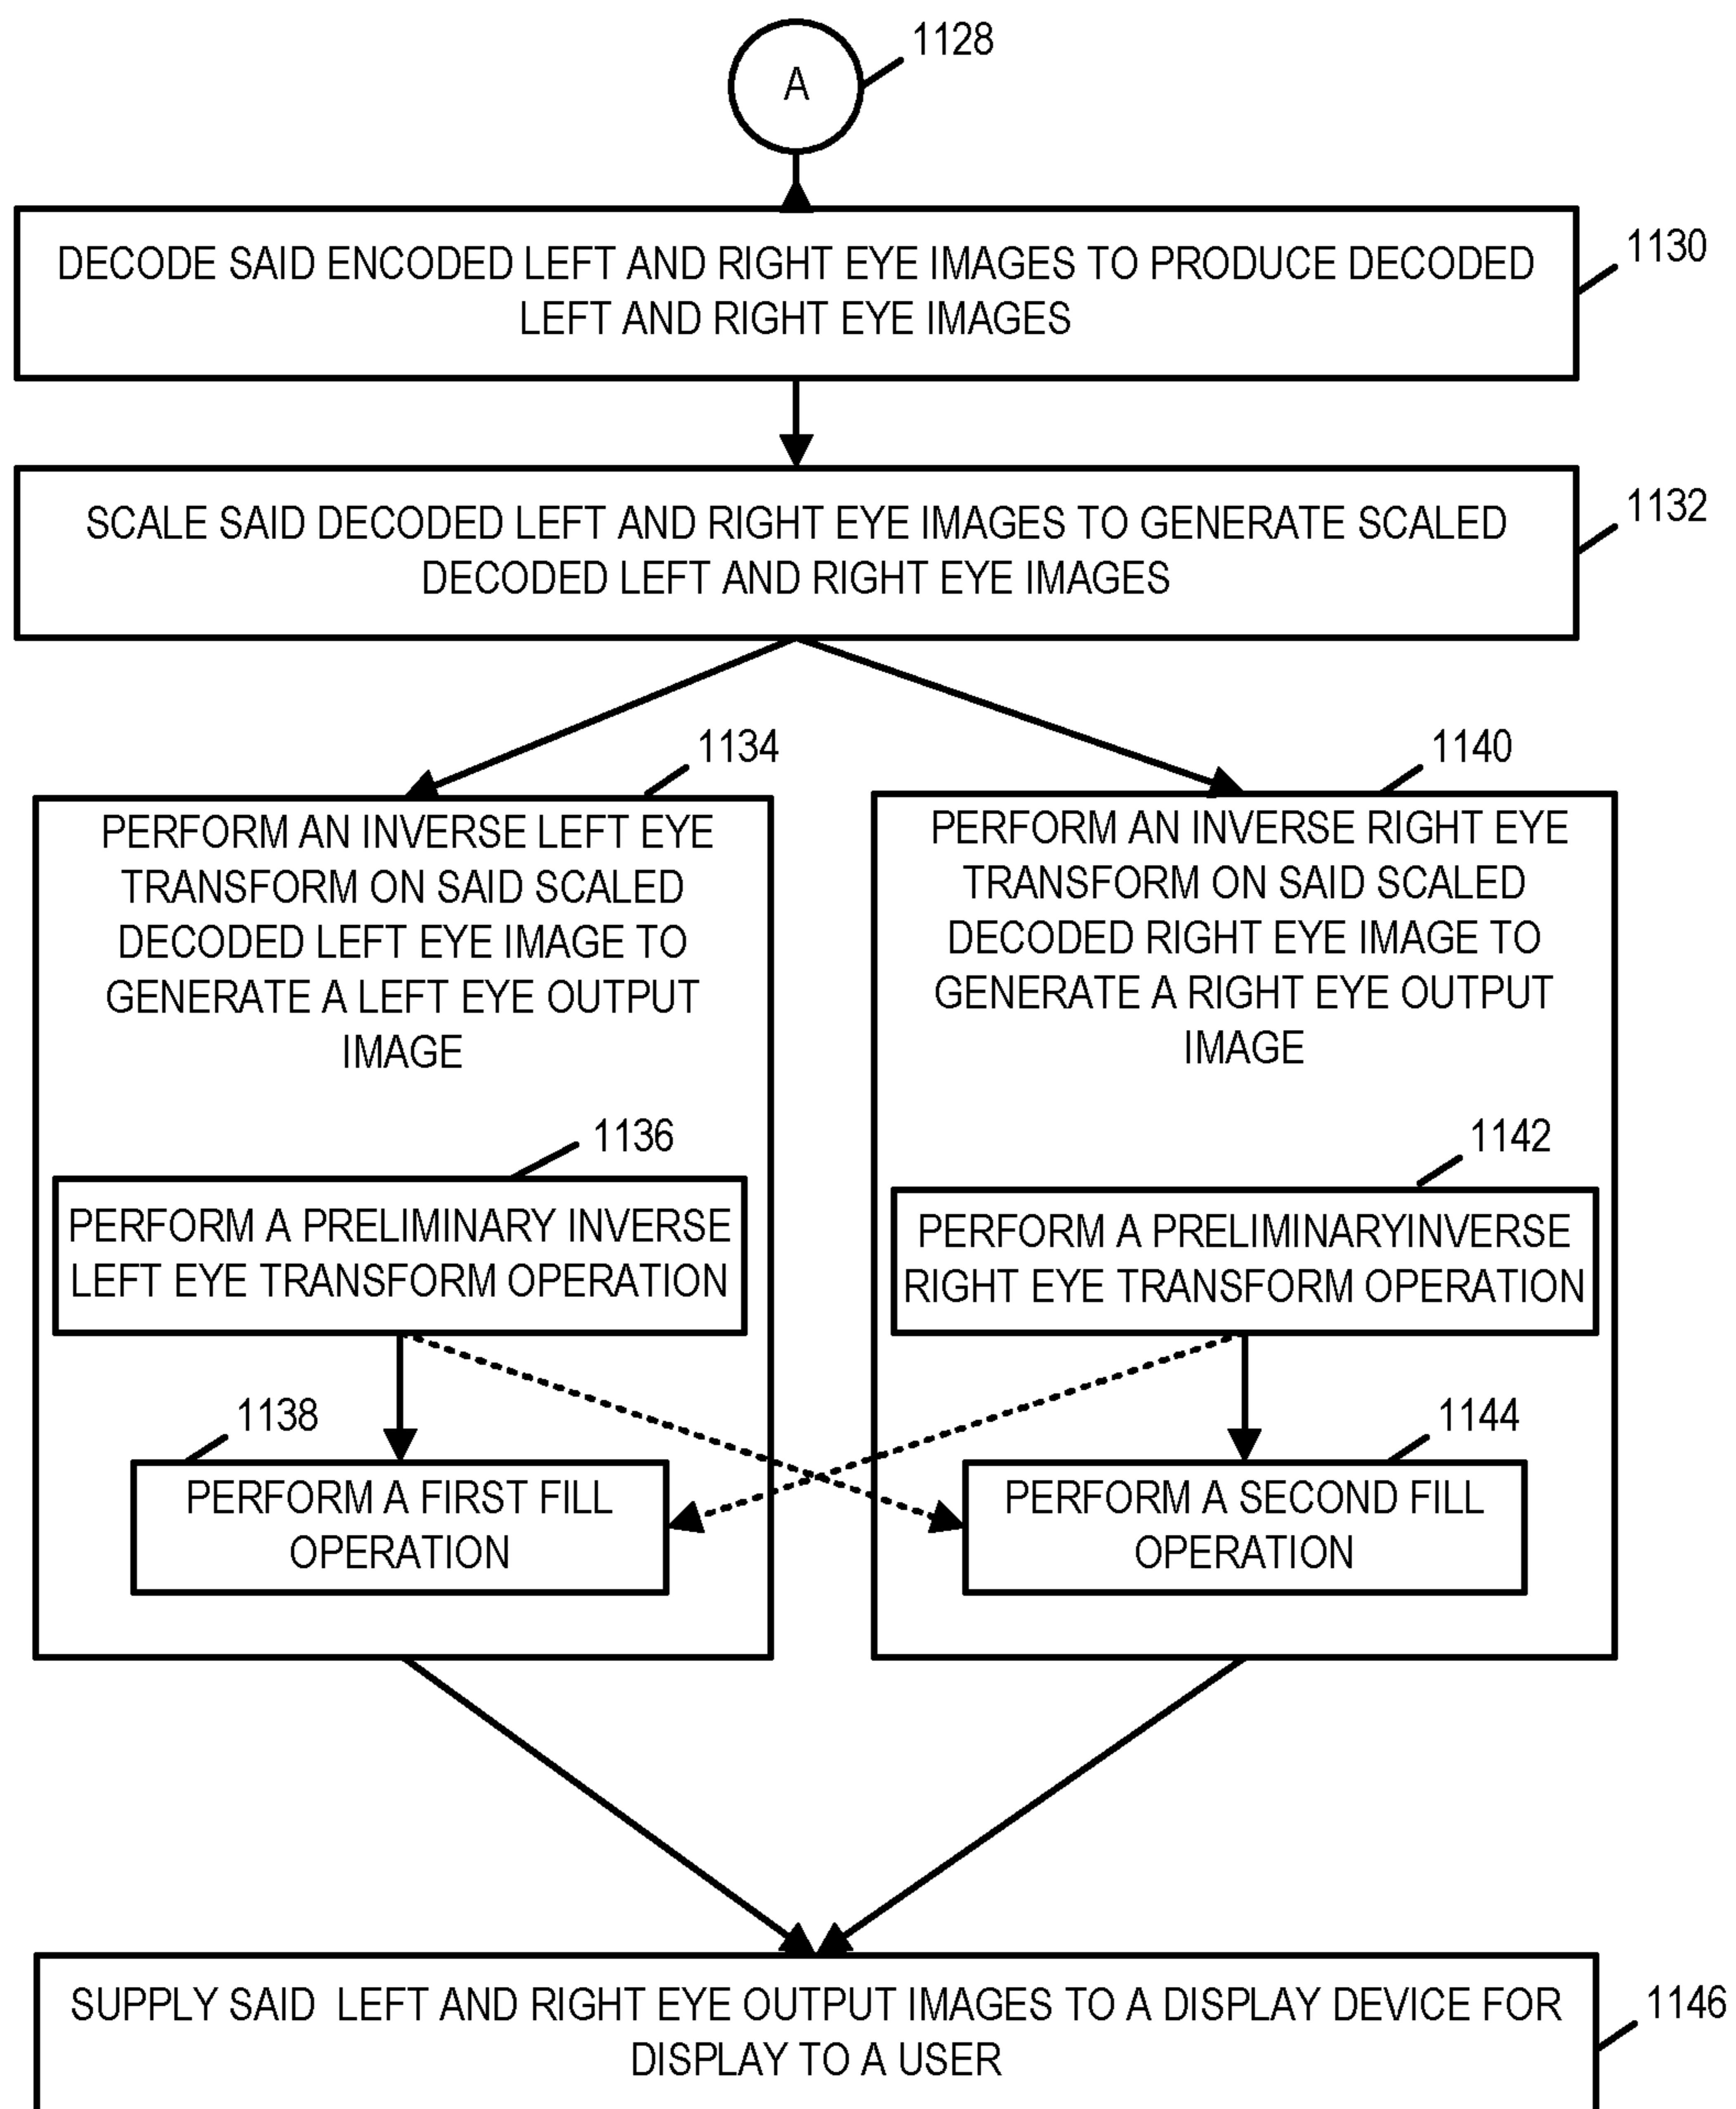 1128
A
DECODE SAID ENCODED LEFT AND RIGHT EYE IMAGES TO PRODUCE DECODED
LEFT AND RIGHT EYE IMAGES
1130
SCALE SAID DECODED LEFT AND RIGHT EYE IMAGES TO GENERATE SCALED
DECODED LEFT AND RIGHT EYE IMAGES
1132
1134
PERFORM AN INVERSE LEFT EYE
TRANSFORM ON SAID SCALED
DECODED LEFT EYE IMAGE TO
GENERATE A LEFT EYE OUTPUT
IMAGE
1136
PERFORM A PRELIMINARY INVERSE
LEFT EYE TRANSFORM OPERATION
1138
PERFORM A FIRST FILL
OPERATION
1140
PERFORM AN INVERSE RIGHT EYE
TRANSFORM ON SAID SCALED
DECODED RIGHT EYE IMAGE TO
GENERATE A RIGHT EYE OUTPUT
IMAGE
1142
PERFORM A PRELIMINARYINVERSE
RIGHT EYE TRANSFORM OPERATION
1144
PERFORM A SECOND FILL
OPERATION
SUPPLY SAID LEFT AND RIGHT EYE OUTPUT IMAGES TO A DISPLAY DEVICE FOR
DISPLAY TO A USER
1146